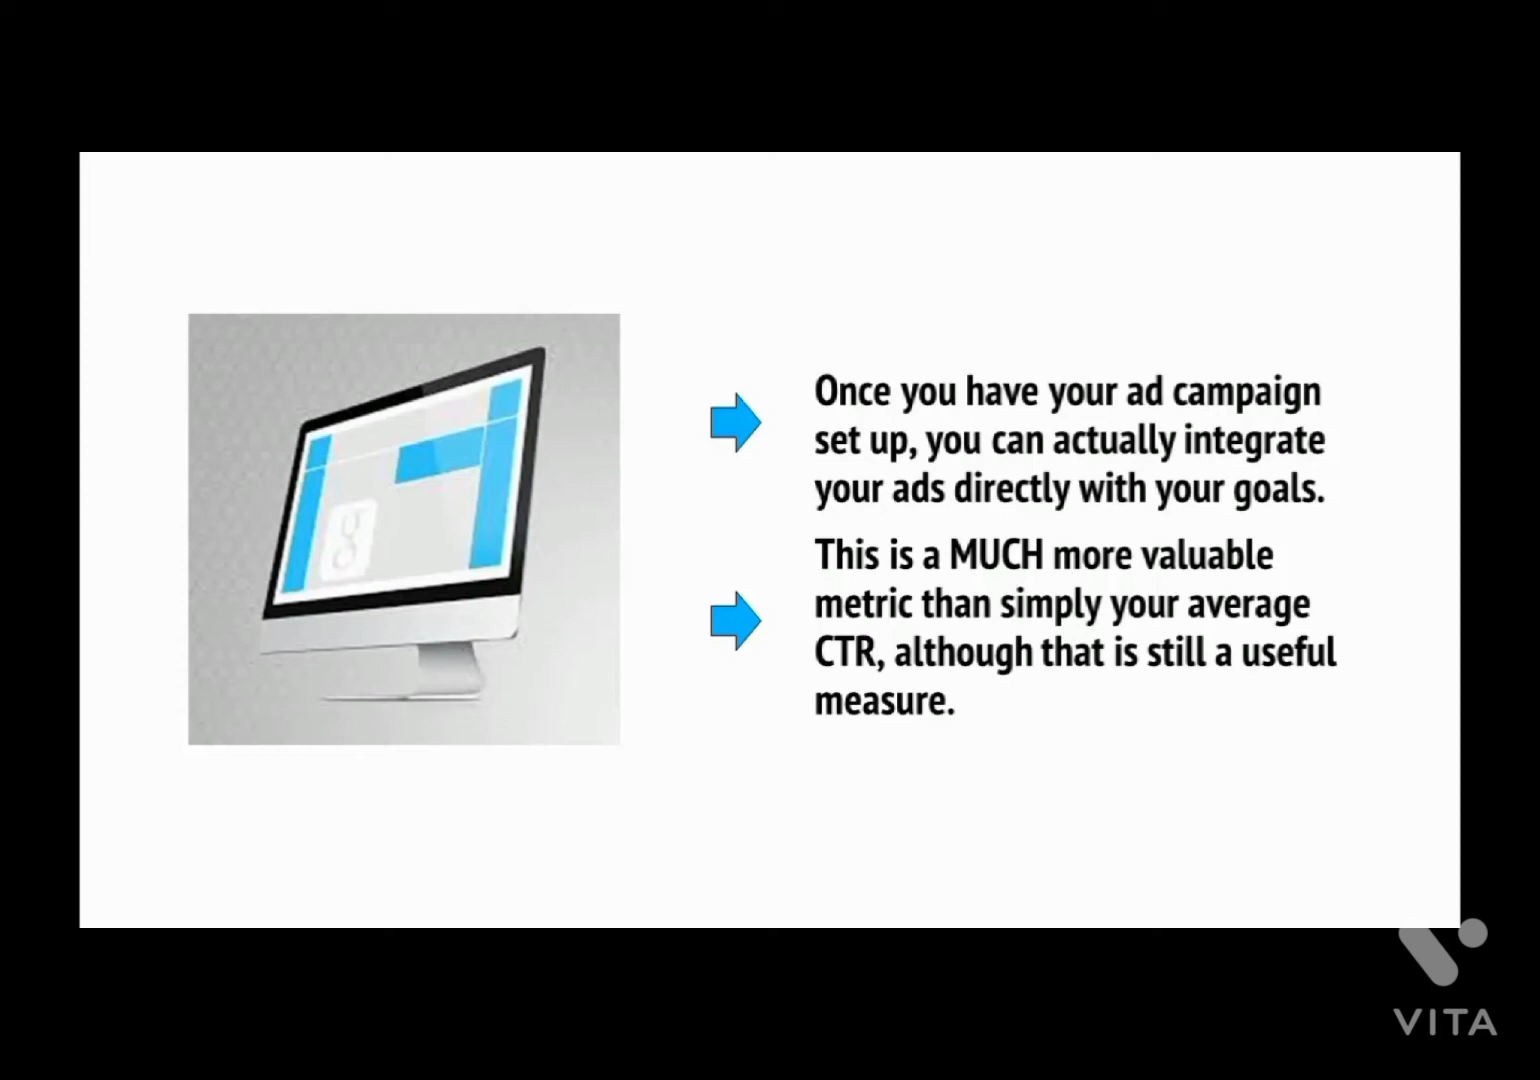 Once you have your ad campaign
set up, you can actually integrate
your ads directly with your goals.
This is a MUCH more valuable
metric than simply your average
CTR, although that is still a useful
measure.
VITA